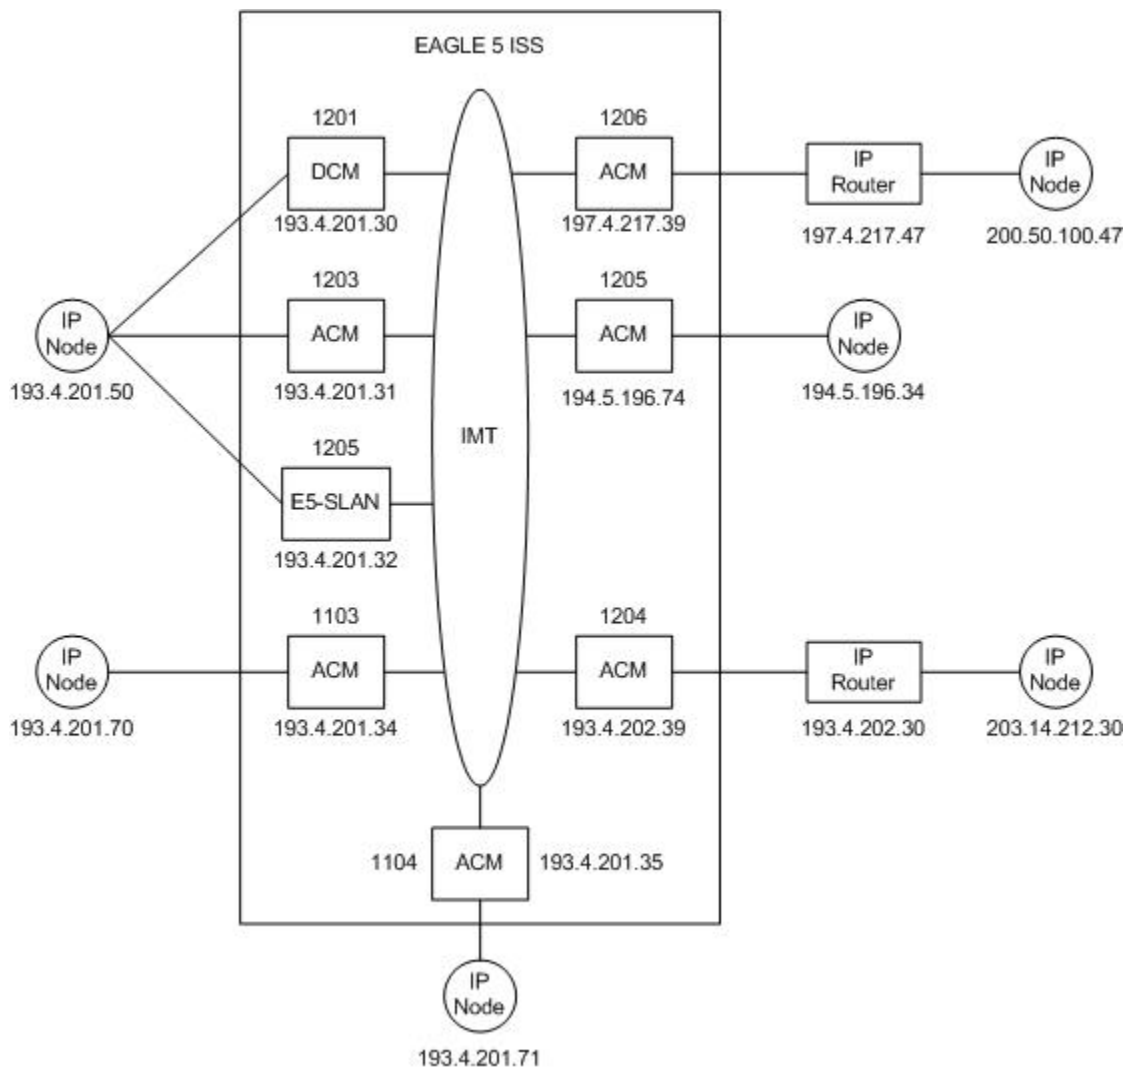 EAGLE 5 ISS
1201
DCM
193.4.201.30
1206
ACM
197.4.217.39
IP
Router
197.4.217.47
IP
Node
200.50.100.47
IP
Node
193.4.201.50
1203
ACM
193.4.201.31
IMT
1205
ACM
194.5.196.74
IP
Node
194.5.196.34
1205
E5-SLAN
193.4.201.32
IP
Node
193.4.201.70
1103
ACM
193.4.201.34
1204
ACM
193.4.202.39
IP
Router
193.4.202.30
IP
Node
203.14.212.30
1104
ACM
193.4.201.35
IP
Node
193.4.201.71